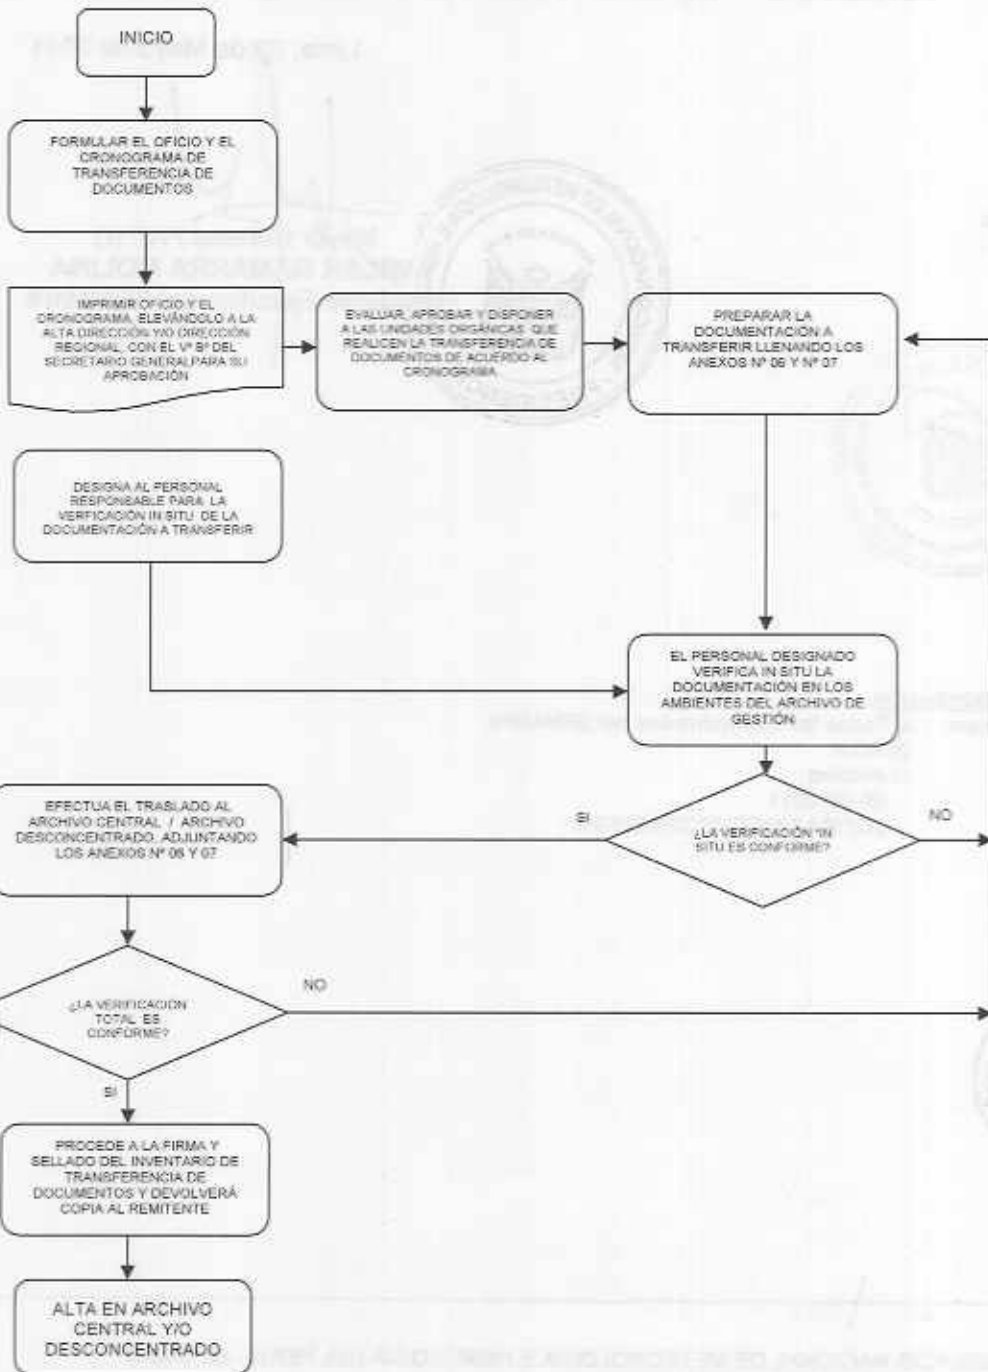 INICIO
FORMULAR EL OFICIO Y EL
CRONOGRAMA DE
TRANSFERENCIA DE
DOCUMENTOS
IMPRIMIR OFICIO Y EL
CRONOGRAMA, ELEVÁNDOLO A LA
ALTA DIRECCIÓN Y/O DIRECCIÓN
REGIONAL, CON EL Vº Bº DEL
SECRETARIO GENERALPARA SU
APROBACIÓN
EVALUAR, APROBAR Y DISPONER
A LAS UNIDADES ORGÁNICAS QUE
REALICEN LA TRANSFERENCIA DE
DOCUMENTOS DE ACUERDO AL
CRONOGRAMA
PREPARAR LA
DOCUMENTACIÓN A
TRANSFERIR LLENANDO LOS
ANEXOS Nº 06 Y Nº 07
DESIGNA AL PERSONAL
RESPONSABLE PARA LA
VERFICACIÓN IN SITU DE LA
DOCUMENTACIÓN A TRANSFERIR
EL PERSONAL DESIGNADO
VERIFICA IN SITU LA
DOCUMENTACIÓN EN LOS
AMBIENTES DEL ARCHIVO DE
GESTIÓN
¿LA VERIFICACIÓN "IN
SITU ES CONFORME?
SI
NO
EFECTUA EL TRASLADO AL
ARCHIVO CENTRAL / ARCHIVO
DESCONCENTRADO, ADJUNTANDO
LOS ANEXOS Nº 06 Y 07
¿LA VERIFICACION
TOTAL ES
CONFORME?
NO
SI
PROCEDE A LA FIRMA Y
SELLADO DEL INVENTARIO DE
TRANSFERENCIA DE
DOCUMENTOS Y DEVOLVERÁ
COPIA AL REMITENTE
ALTA EN ARCHIVO
CENTRAL Y/O
DESCONCENTRADO